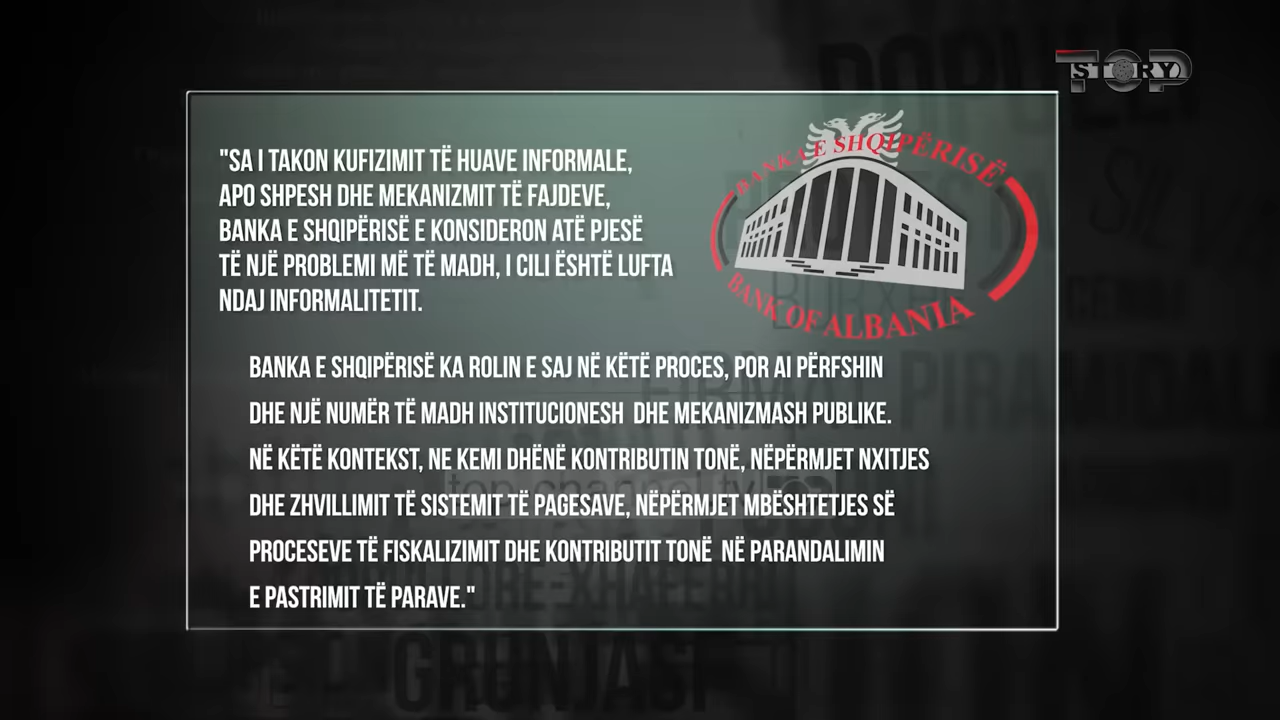 TOP
STORY
"SA I TAKON KUFIZIMIT TË HUAVE INFORMALE,
APO SHPESH DHE MEKANIZMIT TË FAJDEVE,
BANKA E SHQIPËRISË E KONSIDERON ATË PJESË
TË NJË PROBLEMI MË TË MADH, I CILI ËSHTË LUFTA
NDAJ INFORMALITETIT.
BANKA E SHQIPËRISË
BANK OF ALBANIA
BANKA E SHQIPËRISË KA ROLIN E SAJ NË KËTË PROCES, POR AI PËRFSHIN
DHE NJË NUMËR TË MADH INSTITUCIONESH DHE MEKANIZMASH PUBLIKE.
NË KËTË KONTEKST, NE KEMI DHËNË KONTRIBUTIN TONË, NËPËRMJET NXITJES
DHE ZHVILLIMIT TË SISTEMIT TË PAGESAVE, NËPËRMJET MBËSHTETJES SË
PROCESEVE TË FISKALIZIMIT DHE KONTRIBUTIT TONË NË PARANDALIMIN
E PASTRIMIT TË PARAVE."
top-channel.tv